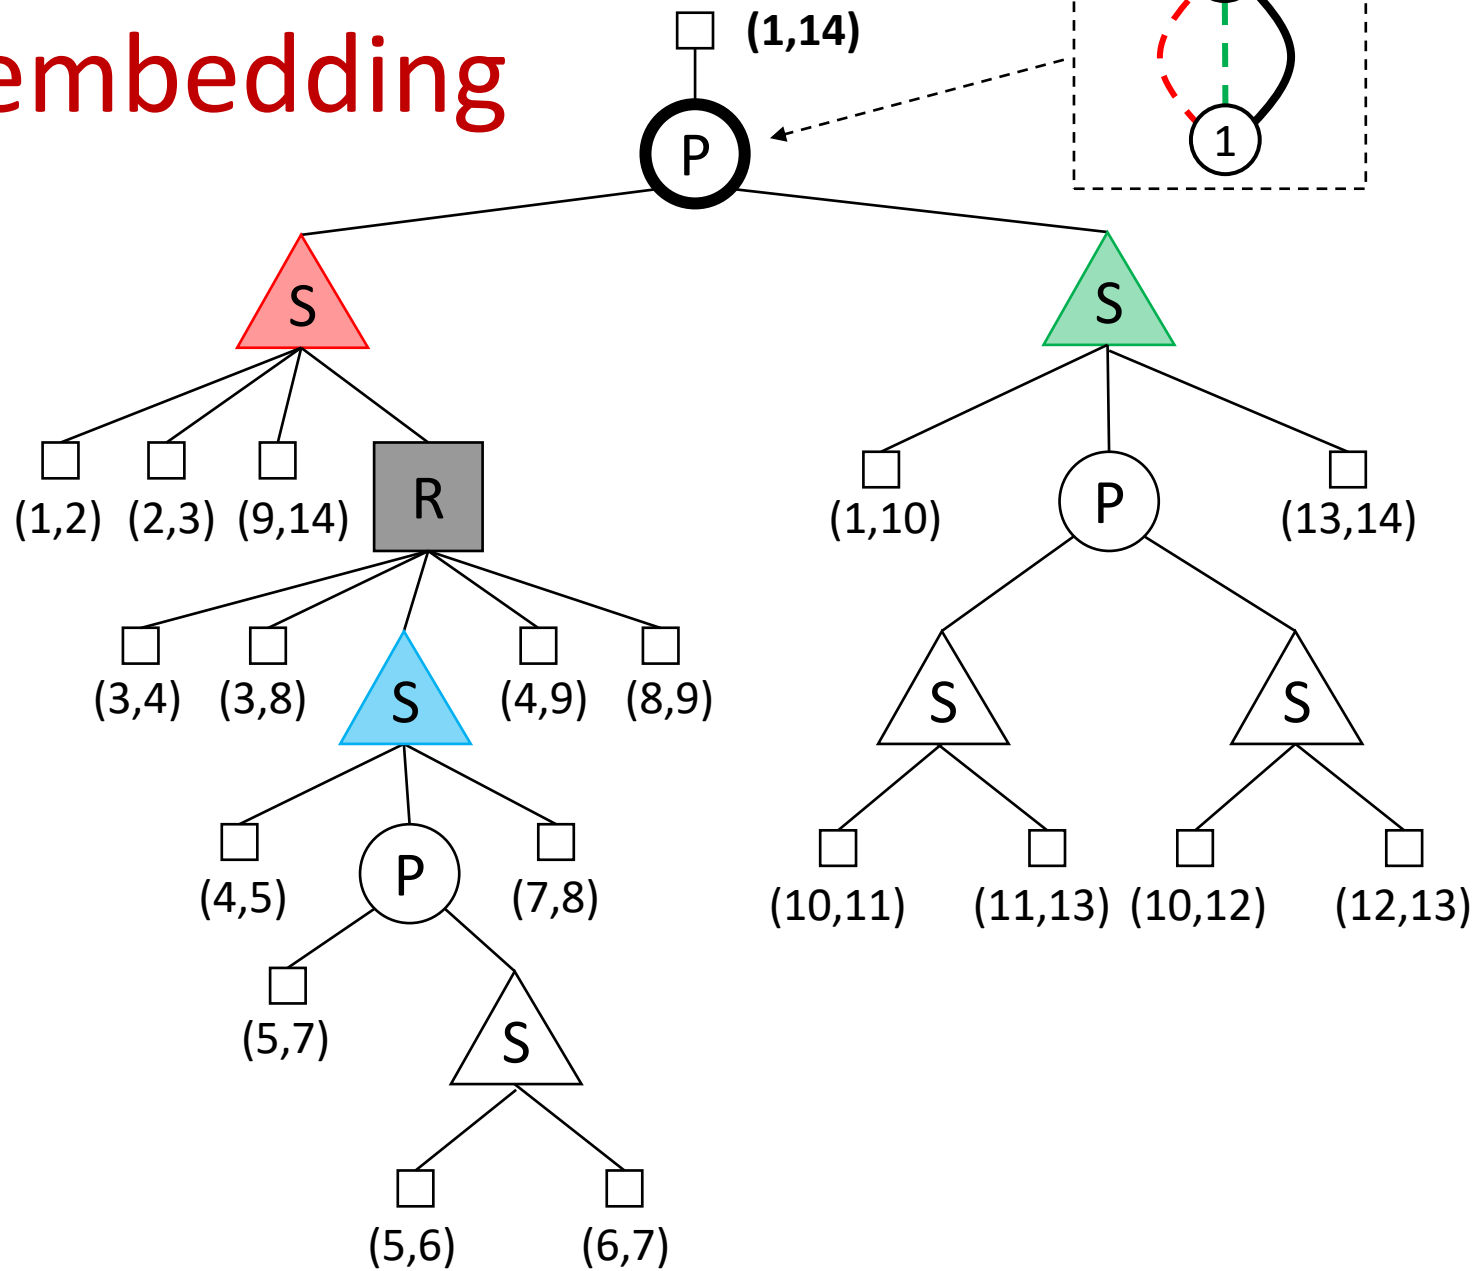 (1,14)
embedding
P
1
S
S
R
P
(1,2) (2,3) (9,14)
(1,10)
(13,14)
(3,4) (3,8) (4,9) (8,9)
S
S
S
(4,5) P (7,8)
(10,11) (11,13) (10,12) (12,13)
(5,7)
S
(5,6) (6,7)